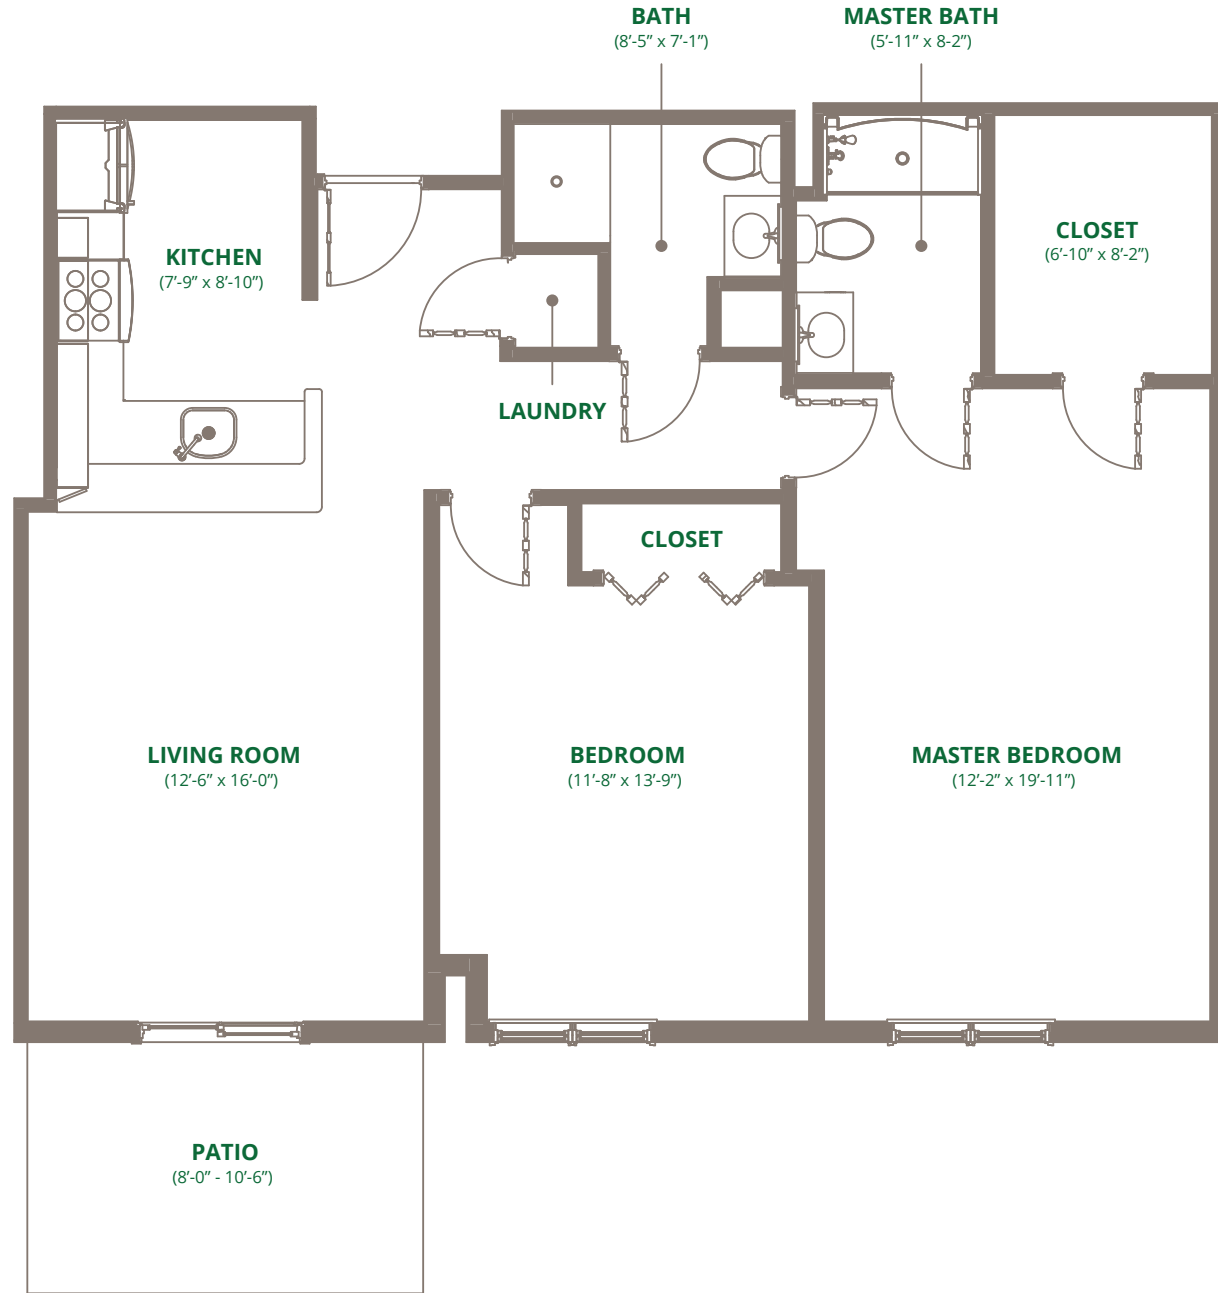 BATH
(8’-5” x 7’-1”)
MASTER BATH
(5’-11” x 8-2”)
KITCHEN
(7’-9” x 8’-10”)
CLOSET
(6’-10” x 8’-2”)
LAUNDRY
CLOSET
LIVING ROOM
(12’-6” x 16’-0”)
BEDROOM
(11’-8” x 13’-9”)
MASTER BEDROOM
(12’-2” x 19’-11”)
PATIO
(8’-0” - 10’-6”)